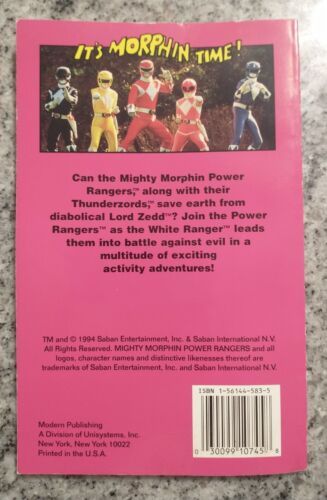 IT'S MORPHIN TIME!
Can the Mighty Morphin Power
Rangers,™ along with their
Thunderzords,™ save earth from
diabolical Lord Zedd™? Join the Power
Rangers™ as the White Ranger™ leads
them into battle against evil in a
multitude of exciting
activity adventures!
TM and © 1994 Saban Entertainment, Inc. & Saban International N.V.
All Rights Reserved. MIGHTY MORPHIN POWER RANGERS and all
logos, character names and distinctive likenesses thereof are
trademarks of Saban Entertainment, Inc. and Saban International N.V.
ISBN 1-56144-583-5
Modern Publishing
A Division of Unisystems, Inc.
New York, New York 10022
Printed in the U.S.A.
0 30099 10745 8